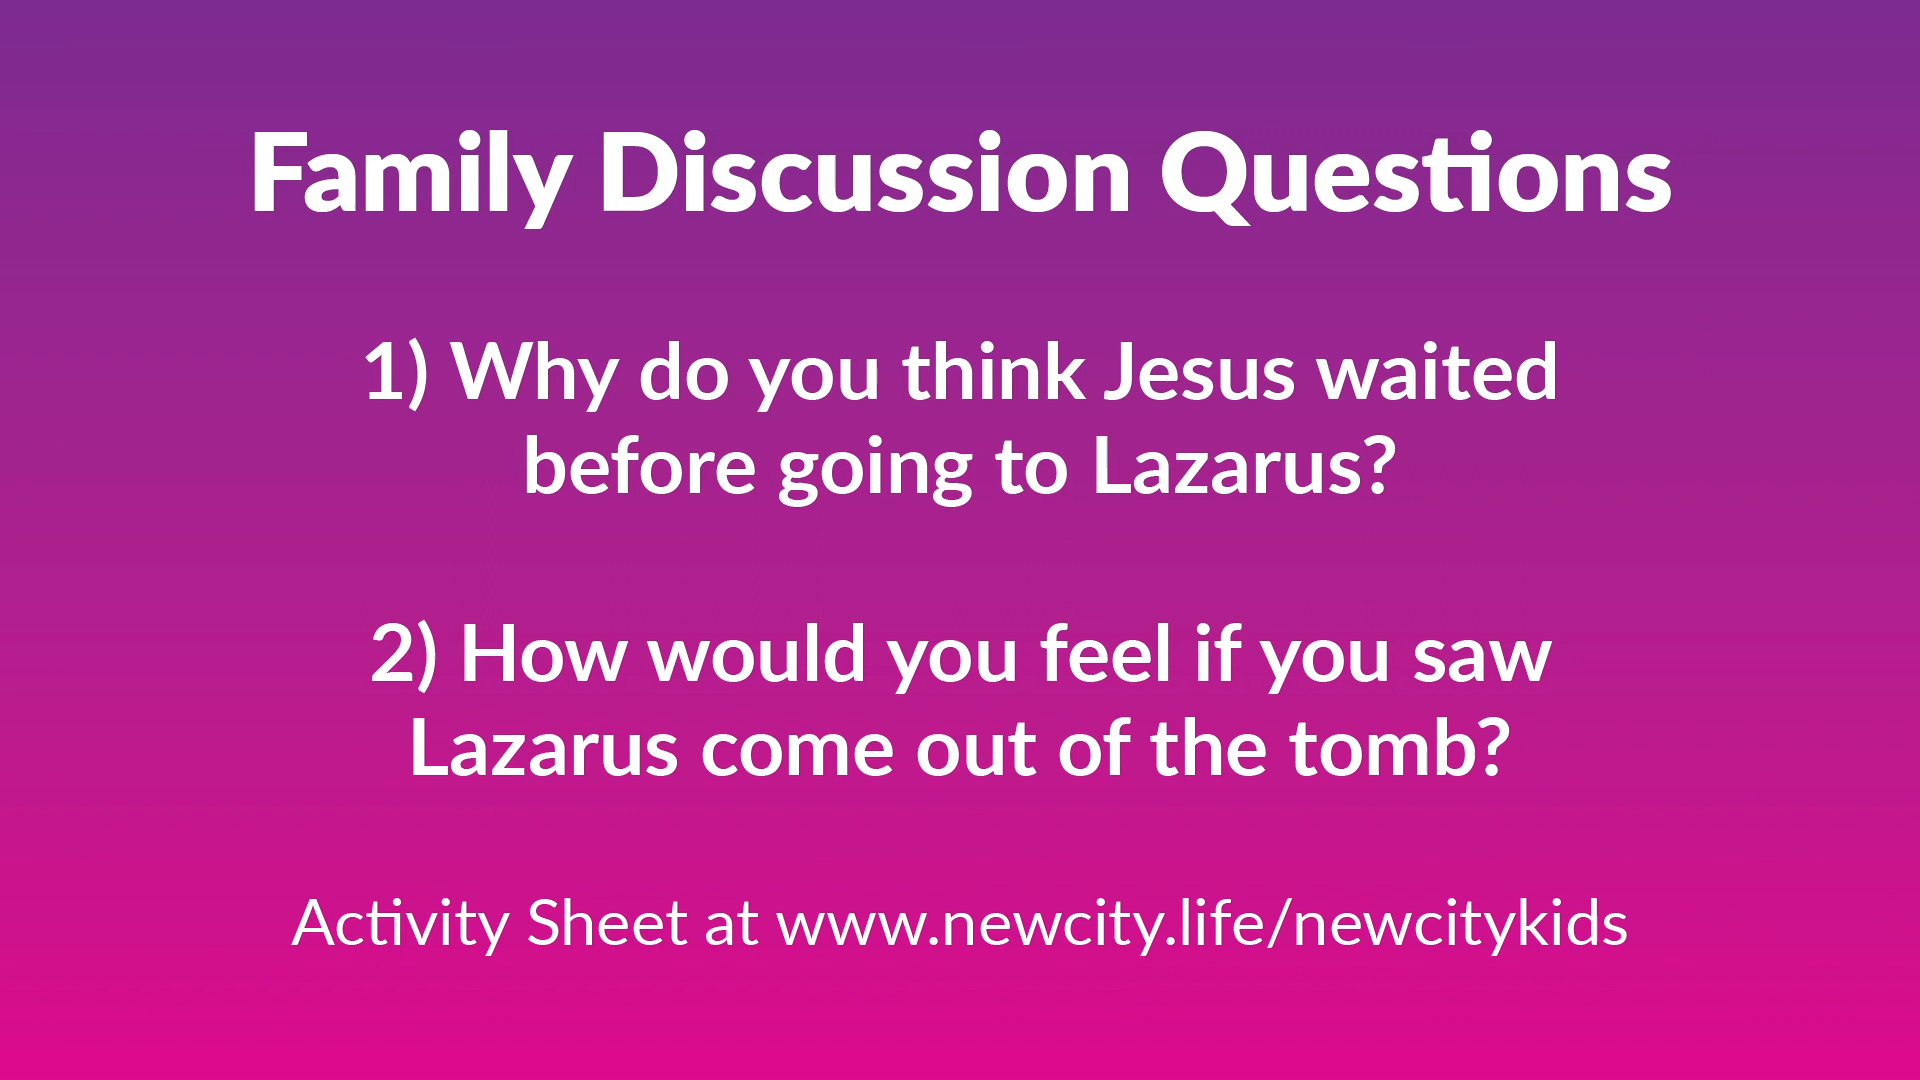 Family Discussion Questions
1) Why do you think Jesus waited
before going to Lazarus?
2) How would you feel if you saw
Lazarus come out of the tomb?
Activity Sheet at www.newcity.life/newcitykids